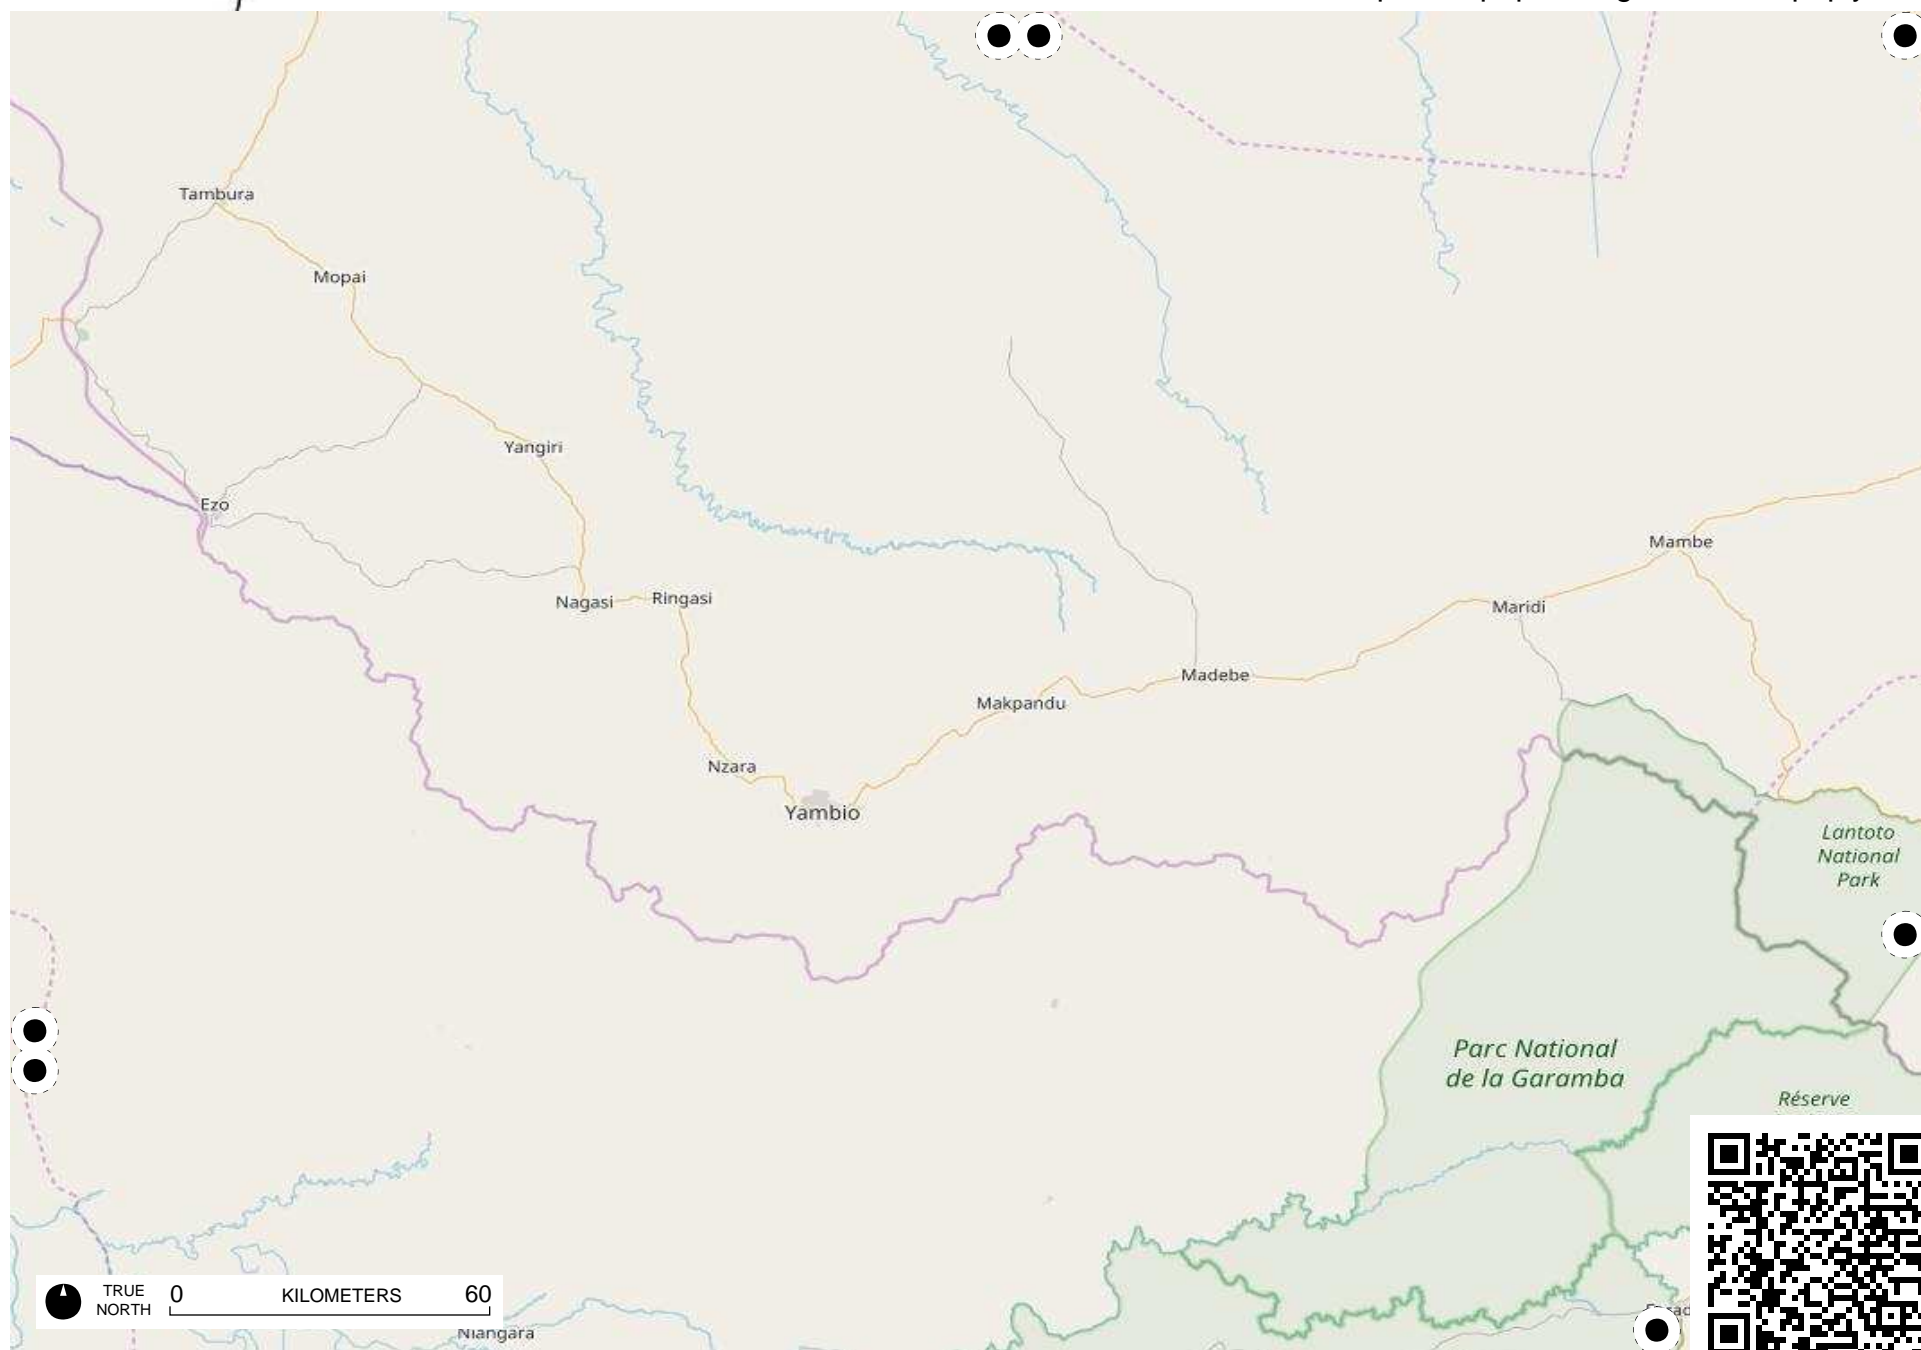 Tambura
Mopai
Yangiri
Ezo
Mambe
Nagasi
Ringasi
Maridi
Madebe
Makpandu
Nzara
Yambio
Lantoto
National
Park
Parc National
de la Garamba
Réserve
TRUE
NORTH
0
KILOMETERS
60
Niangara